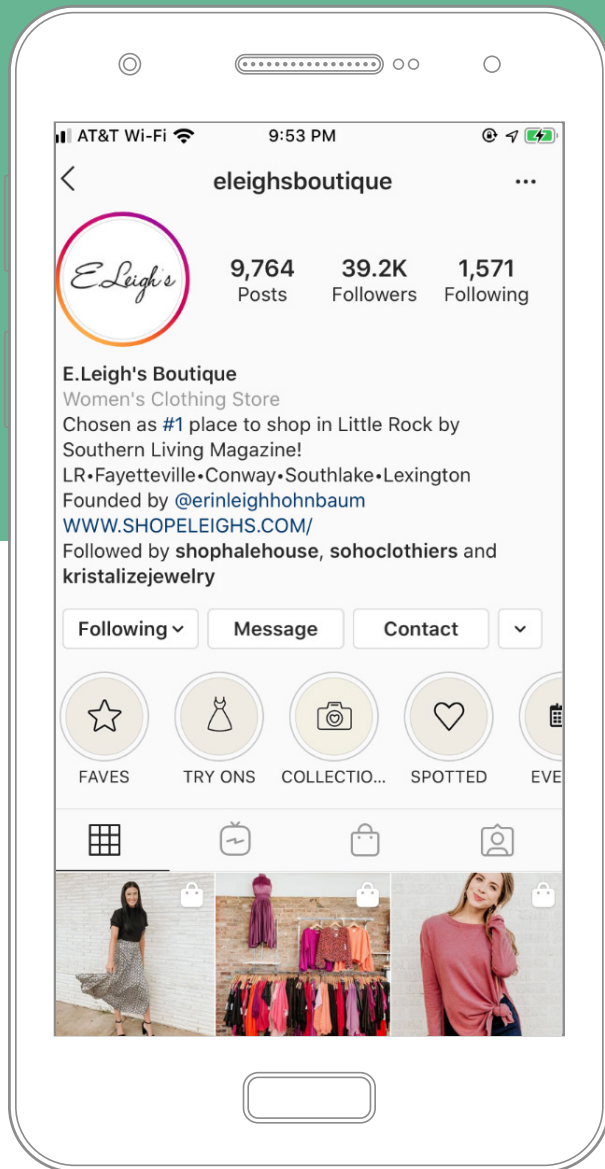 AT&T Wi-Fi 9:53 PM
eleighsboutique
E.Leigh's
9,764 39.2K 1,571
Posts Followers Following
E.Leigh's Boutique
Women's Clothing Store
Chosen as #1 place to shop in Little Rock by
Southern Living Magazine!
LR•Fayetteville•Conway•Southlake•Lexington
Founded by @erinleighhohnbaum
WWW.SHOPELEIGHS.COM/
Followed by shophalehouse, sohoclothiers and
kristalizejewelry
Following Message Contact
FAVES TRY ONS COLLECTIO... SPOTTED EVE